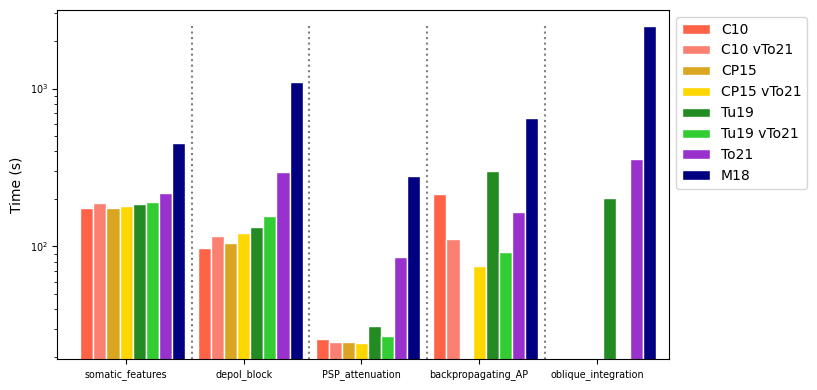 Time (s)
10³
10²
somatic_features
depol_block
PSP_attenuation
backpropagating_AP
oblique_integration
C10
C10 vTo21
CP15
CP15 vTo21
Tu19
Tu19 vTo21
To21
M18